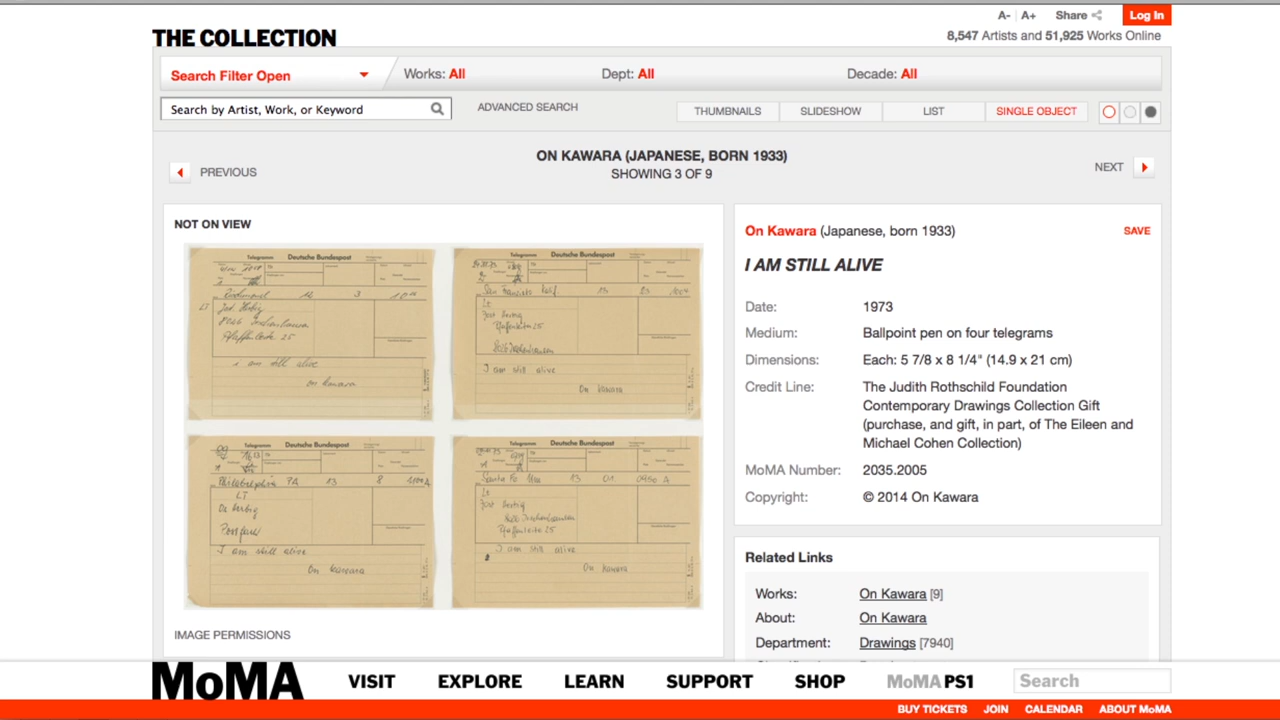 A- A+ Share Log In
THE COLLECTION
8,547 Artists and 51,925 Works Online
Search Filter Open Works: All Dept: All Decade: All
Search by Artist, Work, or Keyword ADVANCED SEARCH THUMBNAILS SLIDESHOW LIST SINGLE OBJECT
ON KAWARA (JAPANESE, BORN 1933)
PREVIOUS SHOWING 3 OF 9 NEXT
NOT ON VIEW
Telegramm Deutsche Bundespost
Richmond
i am still alive
on kawara
Telegramm Deutsche Bundespost
I am still alive
On kawara
Telegramm Deutsche Bundespost
Philadelphia PA 13 8
LT
I am still alive
On kawara
Telegramm Deutsche Bundespost
Santa Fe
I am still alive
On kawara
IMAGE PERMISSIONS
On Kawara (Japanese, born 1933) SAVE
I AM STILL ALIVE
Date: 1973
Medium: Ballpoint pen on four telegrams
Dimensions: Each: 5 7/8 x 8 1/4" (14.9 x 21 cm)
Credit Line: The Judith Rothschild Foundation
Contemporary Drawings Collection Gift
(purchase, and gift, in part, of The Eileen and
Michael Cohen Collection)
MoMA Number: 2035.2005
Copyright: © 2014 On Kawara
Related Links
Works: On Kawara [9]
About: On Kawara
Department: Drawings [7940]
MoMA VISIT EXPLORE LEARN SUPPORT SHOP MoMA PS1 Search
BUY TICKETS JOIN CALENDAR ABOUT MoMA